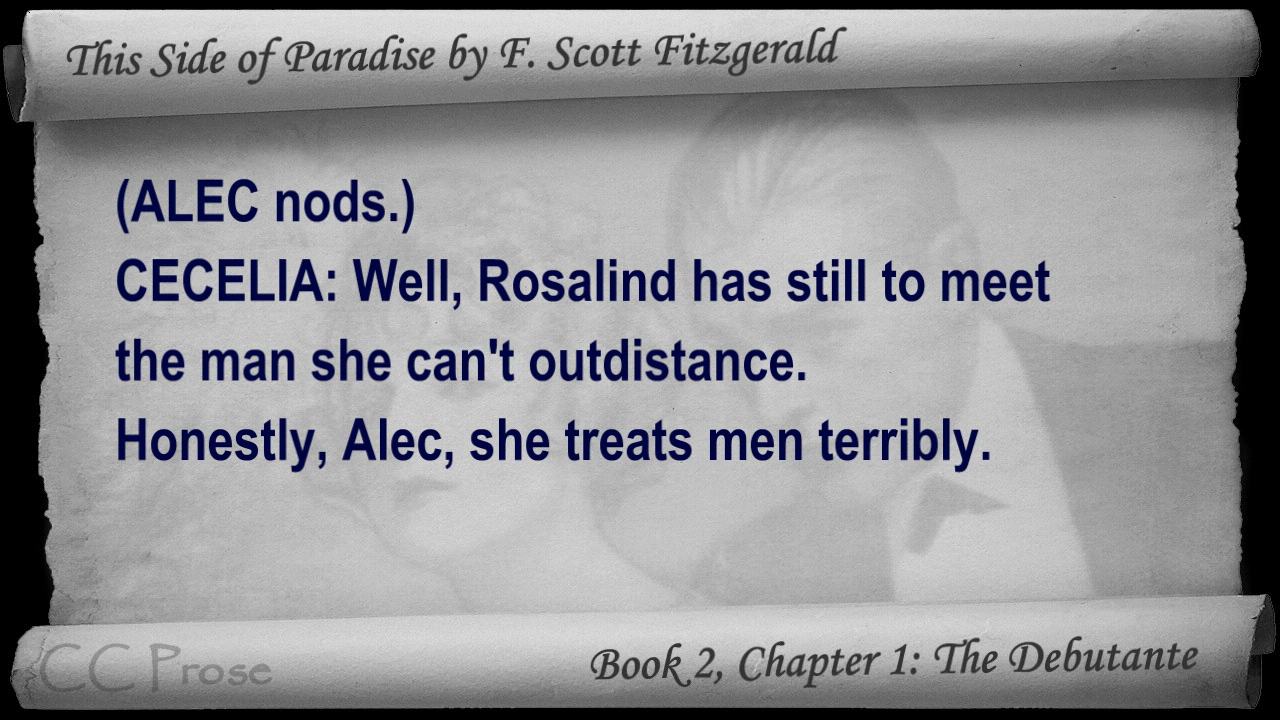 This Side of Paradise by F. Scott Fitzgerald
(ALEC nods.)
CECELIA: Well, Rosalind has still to meet
the man she can't outdistance.
Honestly, Alec, she treats men terribly.
CC Prose
Book 2, Chapter 1: The Debutante